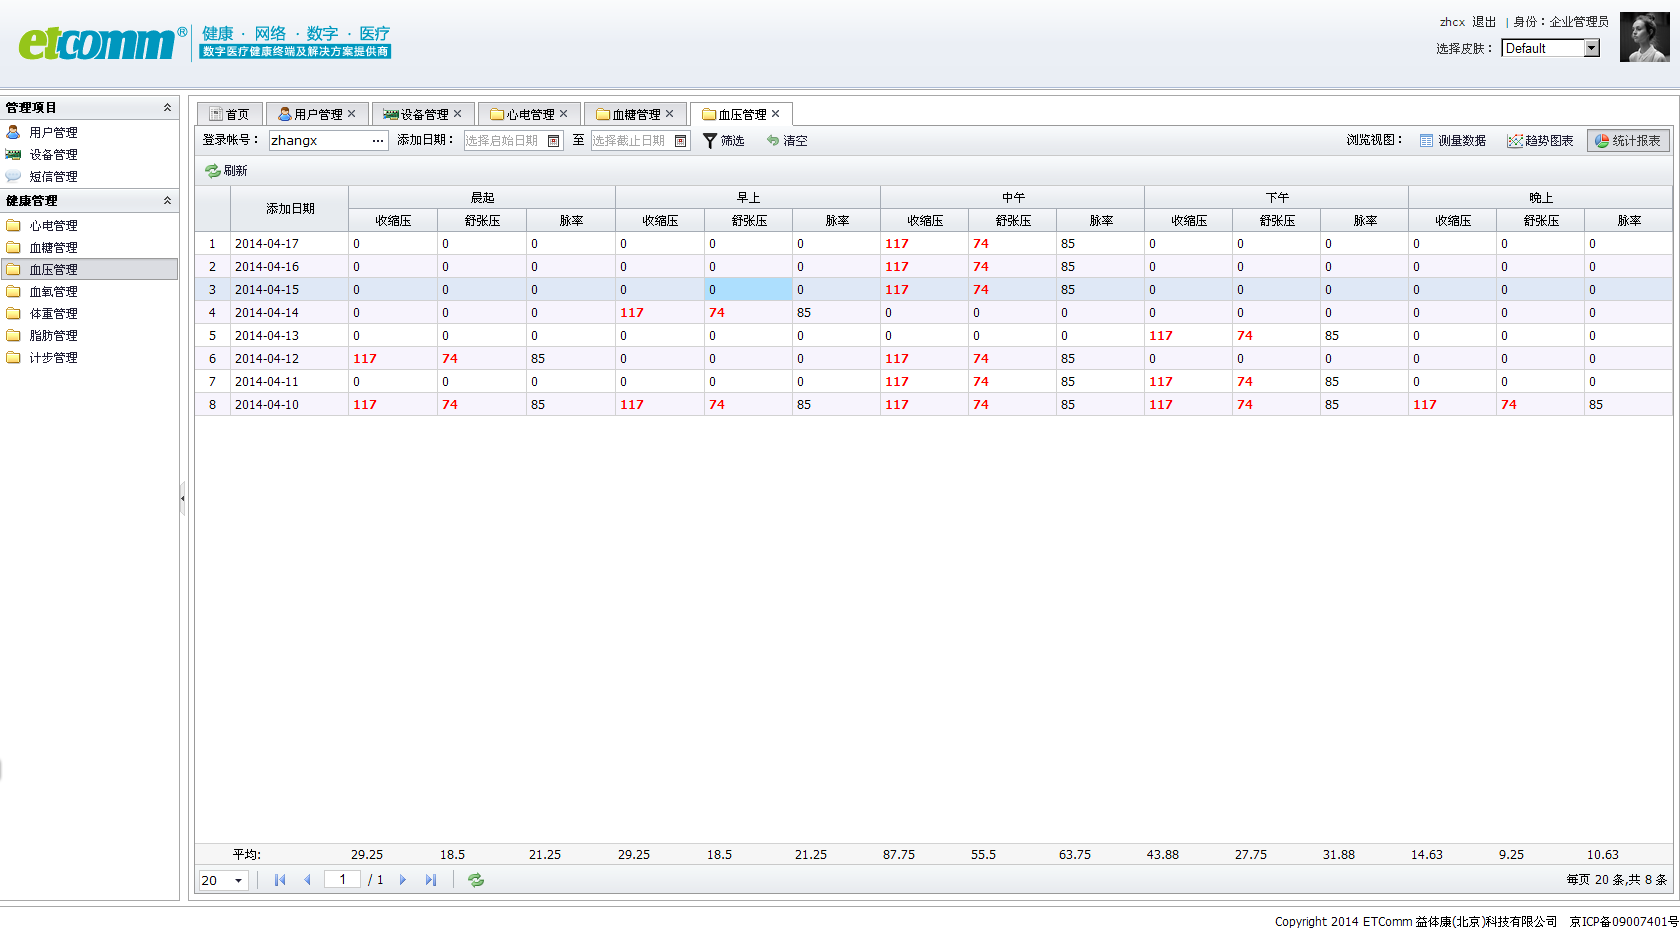 etcomm®
健康 · 网络 · 数字 · 医疗
数字医疗健康终端及解决方案提供商
zhcx 退出 | 身份：企业管理员
选择皮肤： Default
管理项目
用户管理
设备管理
短信管理
健康管理
心电管理
血糖管理
血压管理
血氧管理
体重管理
脂肪管理
计步管理
首页 用户管理 设备管理 心电管理 血糖管理 血压管理
登录帐号： zhangx ... 添加日期： 选择启始日期 至 选择截止日期 筛选 清空 浏览视图： 测量数据 趋势图表 统计报表
刷新
添加日期 晨起 早上 中午 下午 晚上
收缩压 舒张压 脉率 收缩压 舒张压 脉率 收缩压 舒张压 脉率 收缩压 舒张压 脉率 收缩压 舒张压 脉率
1 2014-04-17 0 0 0 0 0 0 117 74 85 0 0 0 0 0 0
2 2014-04-16 0 0 0 0 0 0 117 74 85 0 0 0 0 0 0
3 2014-04-15 0 0 0 0 0 0 117 74 85 0 0 0 0 0 0
4 2014-04-14 0 0 0 117 74 85 0 0 0 0 0 0 0 0 0
5 2014-04-13 0 0 0 0 0 0 0 0 0 117 74 85 0 0 0
6 2014-04-12 117 74 85 0 0 0 117 74 85 0 0 0 0 0 0
7 2014-04-11 0 0 0 0 0 0 117 74 85 117 74 85 0 0 0
8 2014-04-10 117 74 85 117 74 85 117 74 85 117 74 85 117 74 85
平均: 29.25 18.5 21.25 29.25 18.5 21.25 87.75 55.5 63.75 43.88 27.75 31.88 14.63 9.25 10.63
20 1 / 1 每页 20 条,共 8 条
Copyright 2014 ETComm 益体康(北京)科技有限公司 京ICP备09007401号